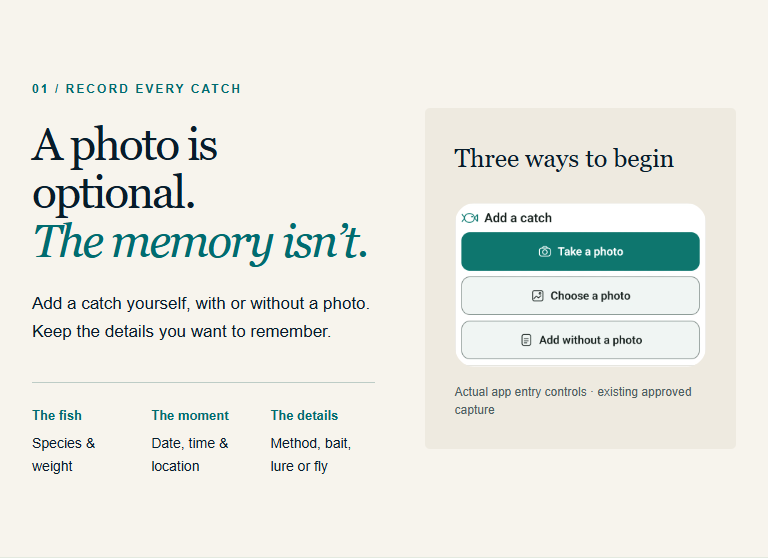 01 / RECORD EVERY CATCH
A photo is
optional.
The memory isn’t.
Add a catch yourself, with or without a photo.
Keep the details you want to remember.
The fish
Species &
weight
The moment
Date, time &
location
The details
Method, bait,
lure or fly
Three ways to begin
Add a catch
Take a photo
Choose a photo
Add without a photo
Actual app entry controls · existing approved
capture